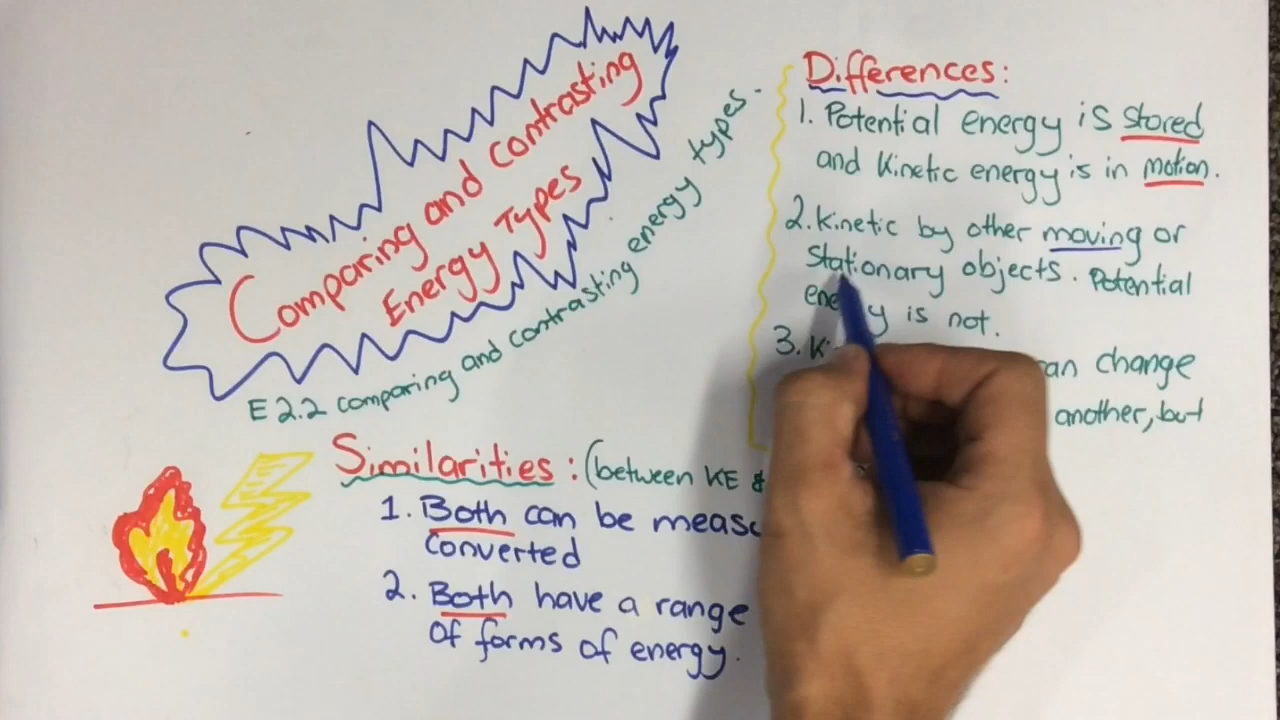 Comparing and contrasting
Energy Types
E 2.2 comparing and contrasting energy types.
Differences:
1. Potential energy is stored
and kinetic energy is in motion.
2. Kinetic by other moving or
stationary objects. Potential
energy is not.
3. change
another, but
Similarities: (between KE &
1. Both can be
converted
2. Both have a range
of forms of energy.